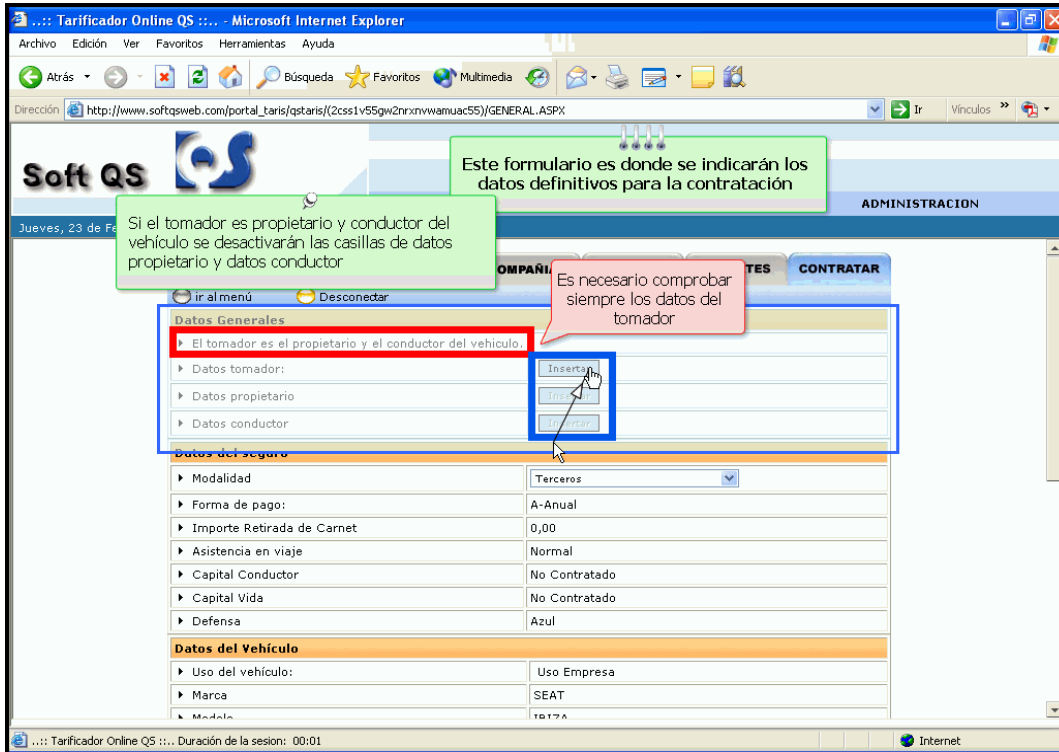 ..:: Tarificador Online QS ::.. - Microsoft Internet Explorer
Archivo Edición Ver Favoritos Herramientas Ayuda
Atrás Búsqueda Favoritos Multimedia
Dirección http://www.softqsweb.com/portal_taris/qstaris/(2css1v55gw2nrxnvwamuac55)/GENERAL.ASPX Ir Vínculos »
Soft QS
Este formulario es donde se indicarán los
datos definitivos para la contratación
ADMINISTRACION
Jueves, 23 de
Si el tomador es propietario y conductor del
vehículo se desactivarán las casillas de datos
propietario y datos conductor
CONTRATAR
Es necesario comprobar
siempre los datos del
tomador
ir al menú Desconectar
Datos Generales
El tomador es el propietario y el conductor del vehiculo.
Datos tomador: Insertar
Datos propietario Insertar
Datos conductor Insertar
Datos del seguro
Modalidad Terceros
Forma de pago: A-Anual
Importe Retirada de Carnet 0,00
Asistencia en viaje Normal
Capital Conductor No Contratado
Capital Vida No Contratado
Defensa Azul
Datos del Vehículo
Uso del vehículo: Uso Empresa
Marca SEAT
Modelo IBIZA
..:: Tarificador Online QS ::.. Duración de la sesion: 00:01 Internet